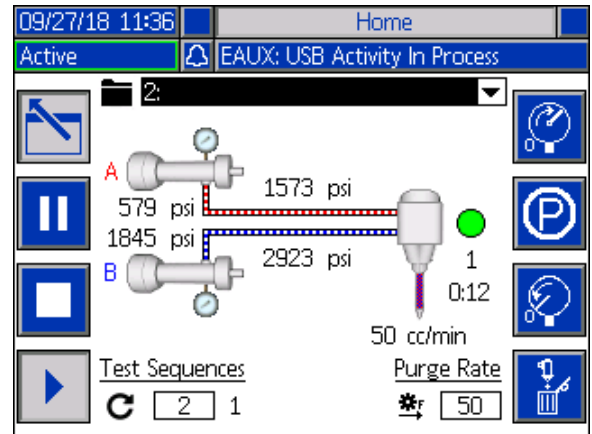 09/27/18 11:36 Home
Active EAUX: USB Activity In Process
2:
A
1573 psi
579 psi
1845 psi
2923 psi
B
1
0:12
50 cc/min
Test Sequences Purge Rate
2 1 F 50
P